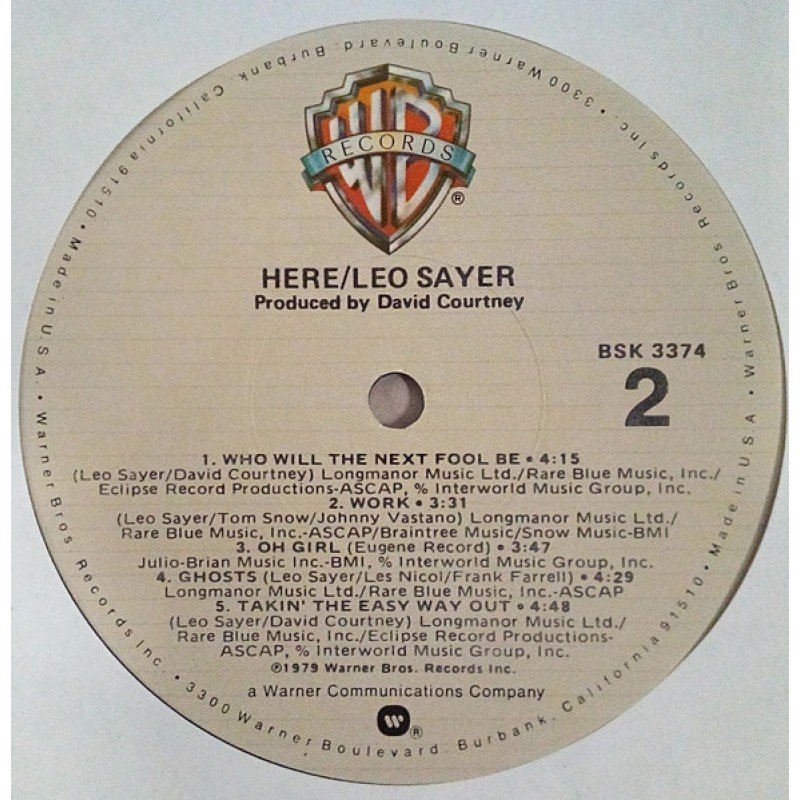 WB
RECORDS
®
HERE/LEO SAYER
Produced by David Courtney
BSK 3374
2
1. WHO WILL THE NEXT FOOL BE • 4:15
(Leo Sayer/David Courtney) Longmanor Music Ltd./Rare Blue Music, Inc./
Eclipse Record Productions-ASCAP, % Interworld Music Group, Inc.
2. WORK • 3:31
(Leo Sayer/Tom Snow/Johnny Vastano) Longmanor Music Ltd./
Rare Blue Music, Inc.-ASCAP/Braintree Music/Snow Music-BMI
3. OH GIRL (Eugene Record) • 3:47
Julio-Brian Music Inc.-BMI, % Interworld Music Group, Inc.
4. GHOSTS (Leo Sayer/Les Nicol/Frank Farrell) • 4:29
Longmanor Music Ltd./Rare Blue Music, Inc.-ASCAP
5. TAKIN' THE EASY WAY OUT • 4:48
(Leo Sayer/David Courtney) Longmanor Music Ltd./
Rare Blue Music, Inc./Eclipse Record Productions-
ASCAP, % Interworld Music Group, Inc.
©1979 Warner Bros. Records Inc.
a Warner Communications Company
W®
Warner Bros. Records Inc. • 3300 Warner Boulevard, Burbank, California 91510 • Made in U.S.A. • Warner Bros. Records Inc. • 3300 Warner Boulevard, Burbank, California 91510 • Made in U.S.A. •